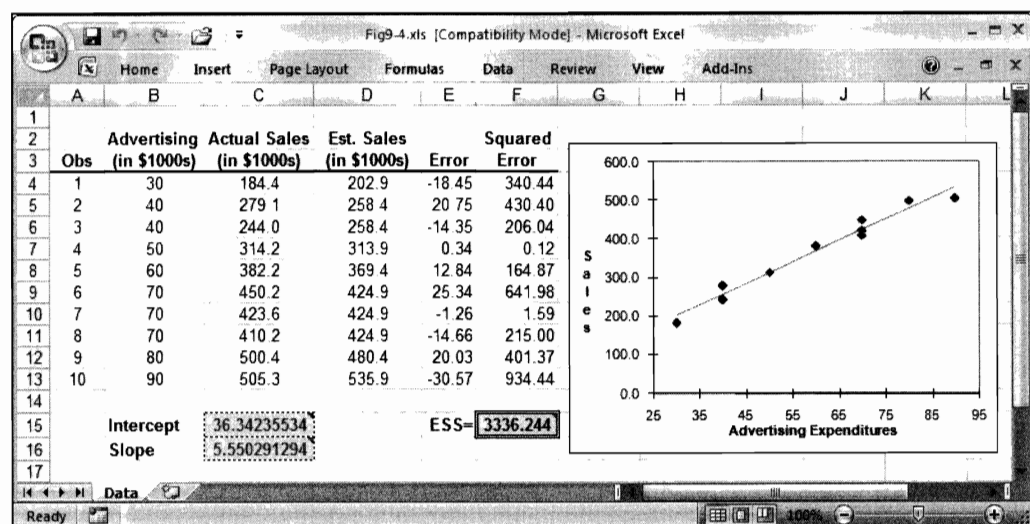 Fig9-4.xls [Compatibility Mode] - Microsoft Excel
Home Insert Page Layout Formulas Data Review View Add-Ins
A B C D E F G H I J K L
1
2 Advertising Actual Sales Est. Sales Squared
3 Obs (in $1000s) (in $1000s) (in $1000s) Error Error
4 1 30 184.4 202.9 -18.45 340.44
5 2 40 279 1 258 4 20 75 430.40
6 3 40 244.0 258.4 -14.35 206.04
7 4 50 314.2 313.9 0.34 0.12
8 5 60 382.2 369 4 12.84 164.87
9 6 70 450.2 424.9 25.34 641.98
10 7 70 423.6 424.9 -1.26 1.59
11 8 70 410.2 424.9 -14.66 215.00
12 9 80 500.4 480.4 20.03 401.37
13 10 90 505.3 535.9 -30.57 934.44
14
15 Intercept 36.34235534 ESS= 3336.244
16 Slope 5.550291294
17
600.0
500.0
400.0
300.0
200.0
100.0
0.0
Sales
25 35 45 55 65 75 85 95
Advertising Expenditures
Data
Ready 100%